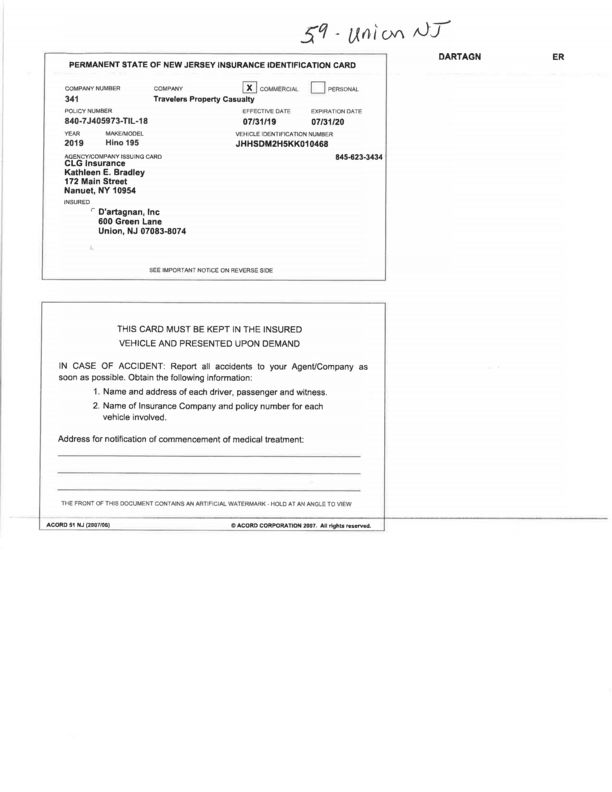 59 - Union NJ
DARTAGN ER
PERMANENT STATE OF NEW JERSEY INSURANCE IDENTIFICATION CARD
COMPANY NUMBER COMPANY X COMMERCIAL PERSONAL
341 Travelers Property Casualty
POLICY NUMBER EFFECTIVE DATE EXPIRATION DATE
840-7J405973-TIL-18 07/31/19 07/31/20
YEAR MAKE/MODEL VEHICLE IDENTIFICATION NUMBER
2019 Hino 195 JHHSDM2H5KK010468
AGENCY/COMPANY ISSUING CARD 845-623-3434
CLG Insurance
Kathleen E. Bradley
172 Main Street
Nanuet, NY 10954
INSURED
D'artagnan, Inc
600 Green Lane
Union, NJ 07083-8074
SEE IMPORTANT NOTICE ON REVERSE SIDE
THIS CARD MUST BE KEPT IN THE INSURED
VEHICLE AND PRESENTED UPON DEMAND
IN CASE OF ACCIDENT: Report all accidents to your Agent/Company as
soon as possible. Obtain the following information:
1. Name and address of each driver, passenger and witness.
2. Name of Insurance Company and policy number for each
vehicle involved.
Address for notification of commencement of medical treatment:
THE FRONT OF THIS DOCUMENT CONTAINS AN ARTIFICIAL WATERMARK - HOLD AT AN ANGLE TO VIEW
ACORD 51 NJ (2007/06) © ACORD CORPORATION 2007. All rights reserved.